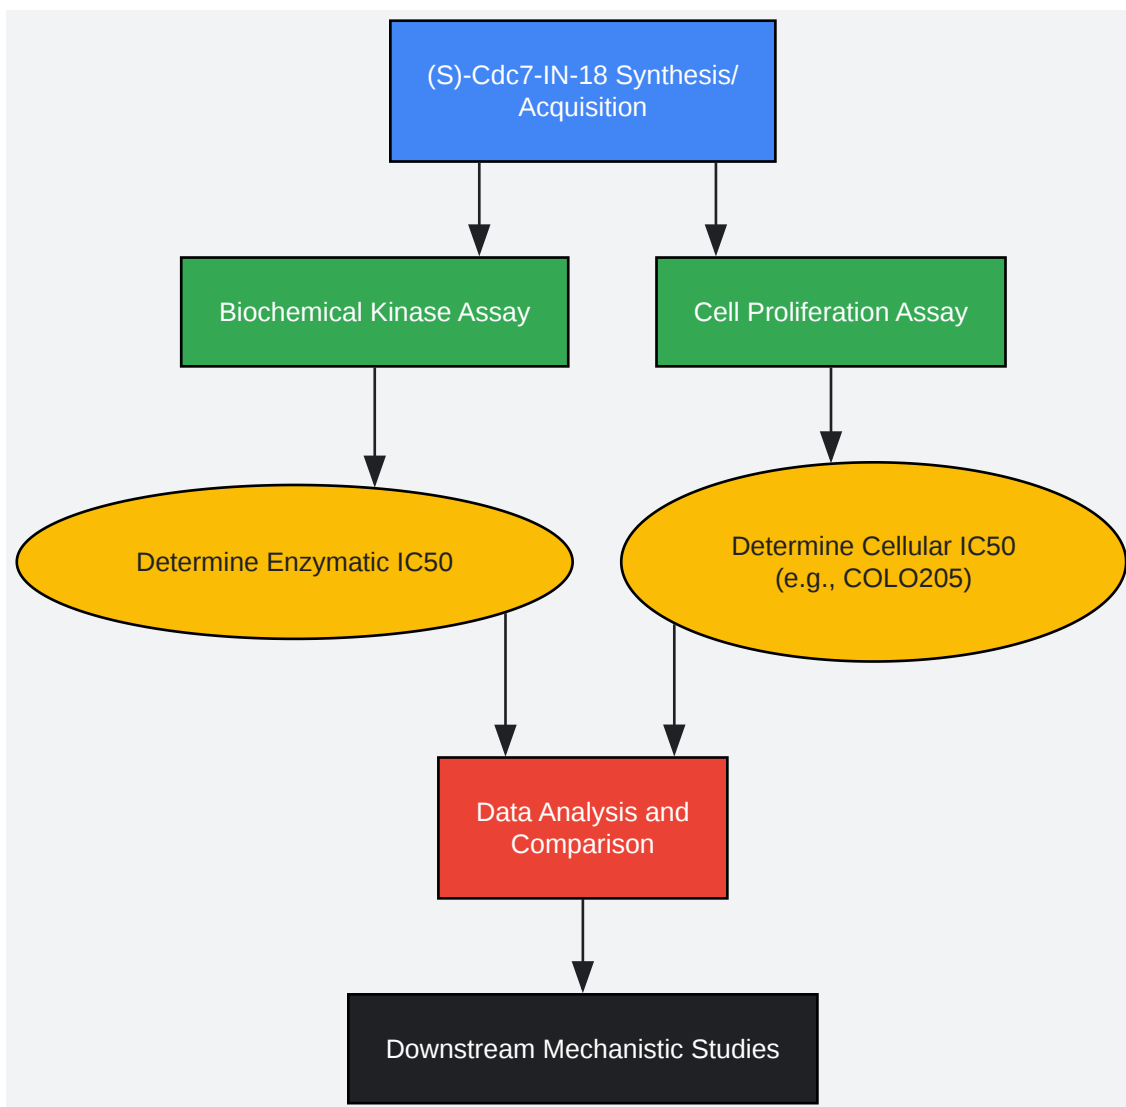 (S)-Cdc7-IN-18 Synthesis/
Acquisition
Biochemical Kinase Assay
Cell Proliferation Assay
Determine Enzymatic IC50
Determine Cellular IC50
(e.g., COLO205)
Data Analysis and
Comparison
Downstream Mechanistic Studies